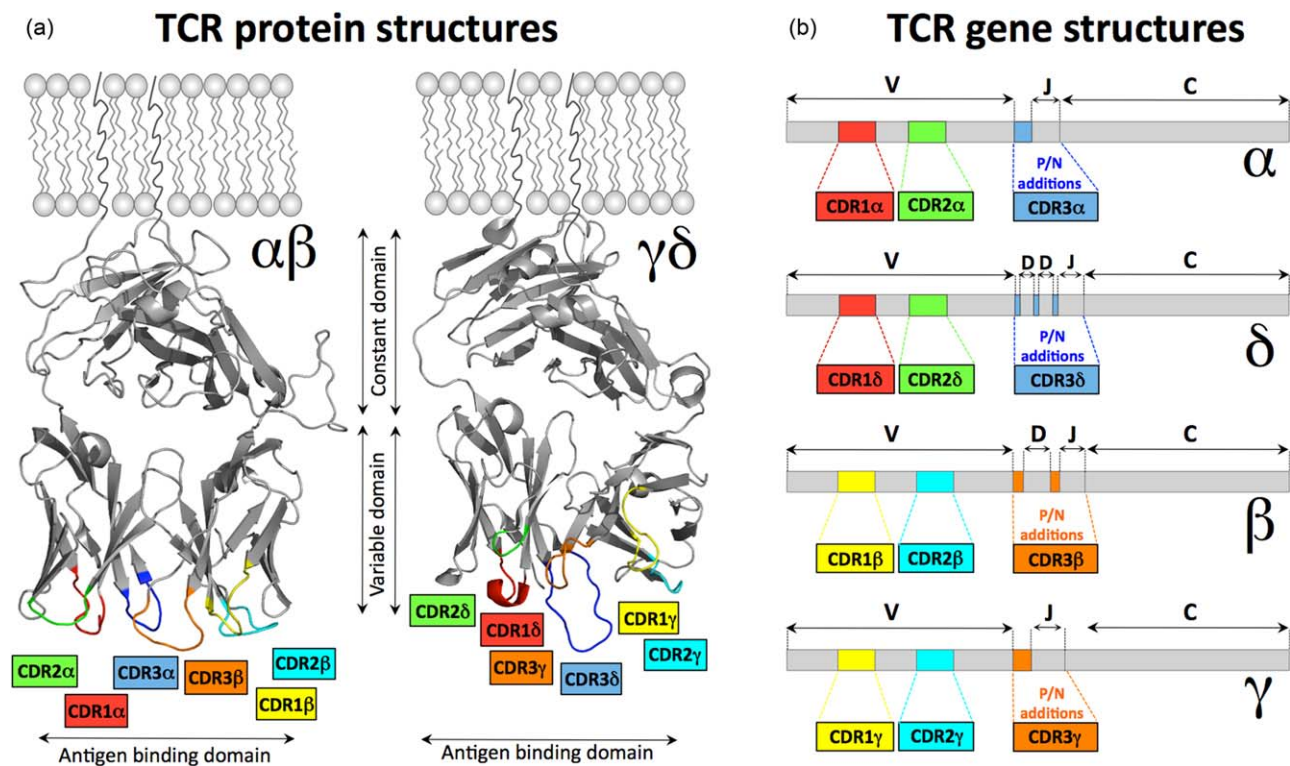 (a) TCR protein structures
αβ
γδ
Constant domain
Variable domain
CDR2α
CDR1α
CDR3α
CDR3β
CDR2β
CDR1β
Antigen binding domain
CDR2δ
CDR1δ
CDR3γ
CDR3δ
CDR1γ
CDR2γ
Antigen binding domain
(b) TCR gene structures
V J C
α
P/N
additions
CDR1α CDR2α CDR3α
V D D J C
δ
P/N
additions
CDR1δ CDR2δ CDR3δ
V D J C
β
P/N
additions
CDR1β CDR2β CDR3β
V J C
γ
P/N
additions
CDR1γ CDR2γ CDR3γ